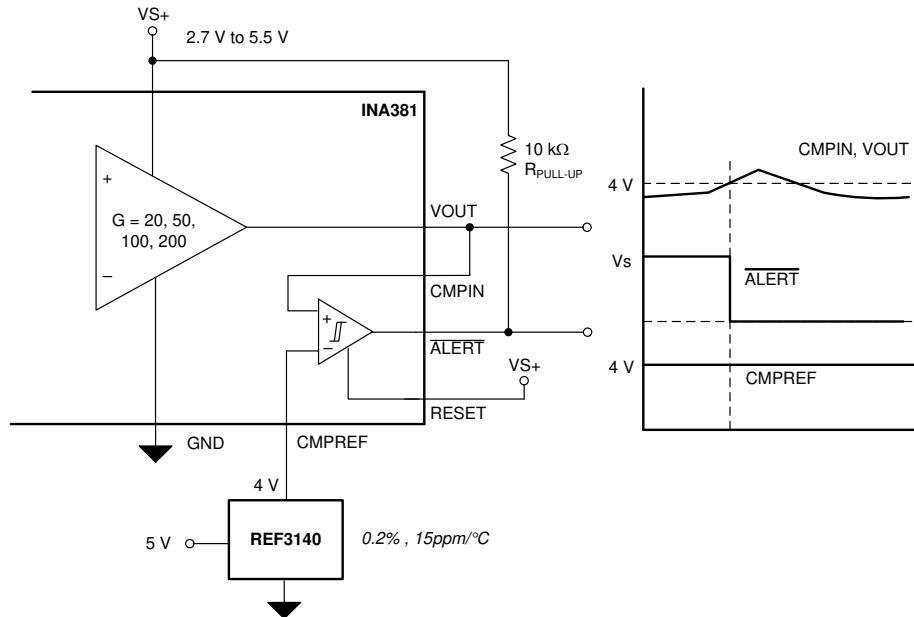 VS+
2.7 V to 5.5 V
INA381
+
G = 20, 50,
100, 200
–
10 kΩ
RPULL-UP
VOUT
CMPIN
+
–
ALERT
VS+
RESET
GND
CMPREF
4 V
5 V
REF3140
0.2% , 15ppm/°C
CMPIN, VOUT
4 V
Vs
ALERT
4 V
CMPREF